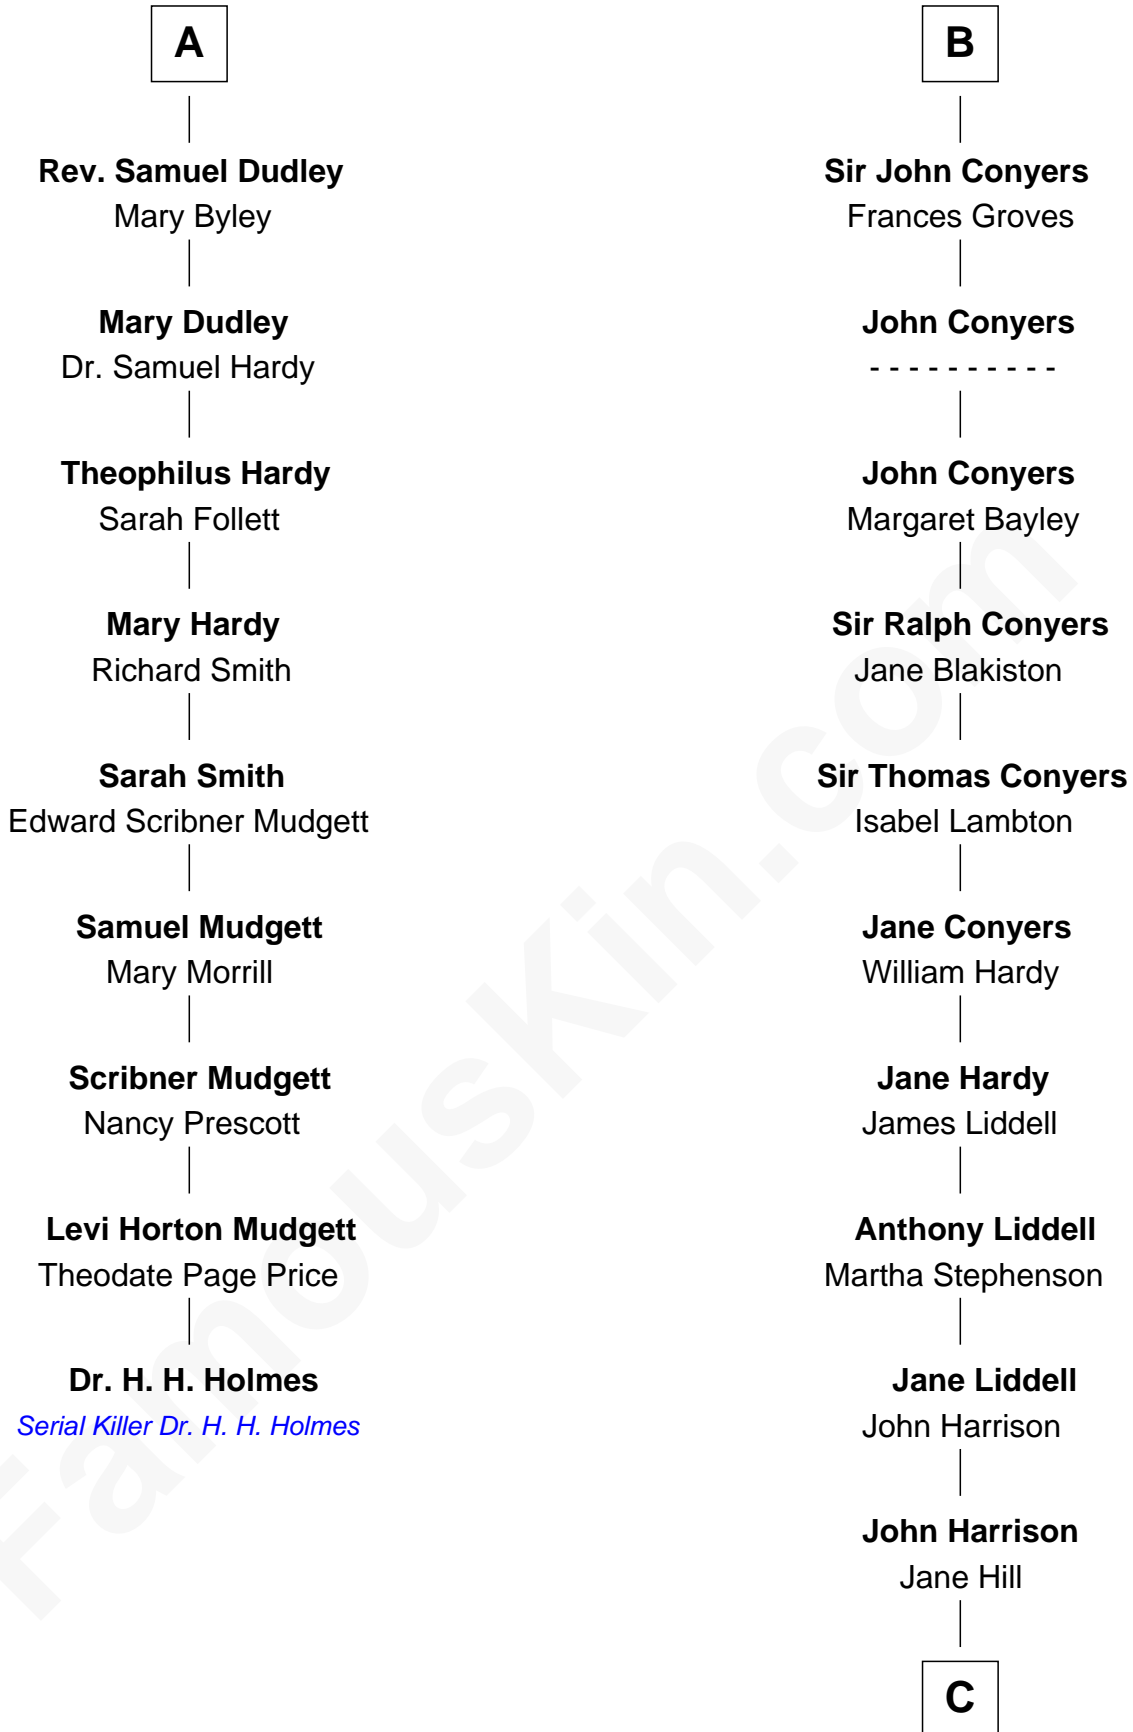 A
Rev. Samuel Dudley
Mary Byley
Mary Dudley
Dr. Samuel Hardy
Theophilus Hardy
Sarah Follett
Mary Hardy
Richard Smith
Sarah Smith
Edward Scribner Mudgett
Samuel Mudgett
Mary Morrill
Scribner Mudgett
Nancy Prescott
Levi Horton Mudgett
Theodate Page Price
Dr. H. H. Holmes
Serial Killer Dr. H. H. Holmes
B
Sir John Conyers
Frances Groves
John Conyers
- - - - - - - - - -
John Conyers
Margaret Bayley
Sir Ralph Conyers
Jane Blakiston
Sir Thomas Conyers
Isabel Lambton
Jane Conyers
William Hardy
Jane Hardy
James Liddell
Anthony Liddell
Martha Stephenson
Jane Liddell
John Harrison
John Harrison
Jane Hill
C
FamousKin.com